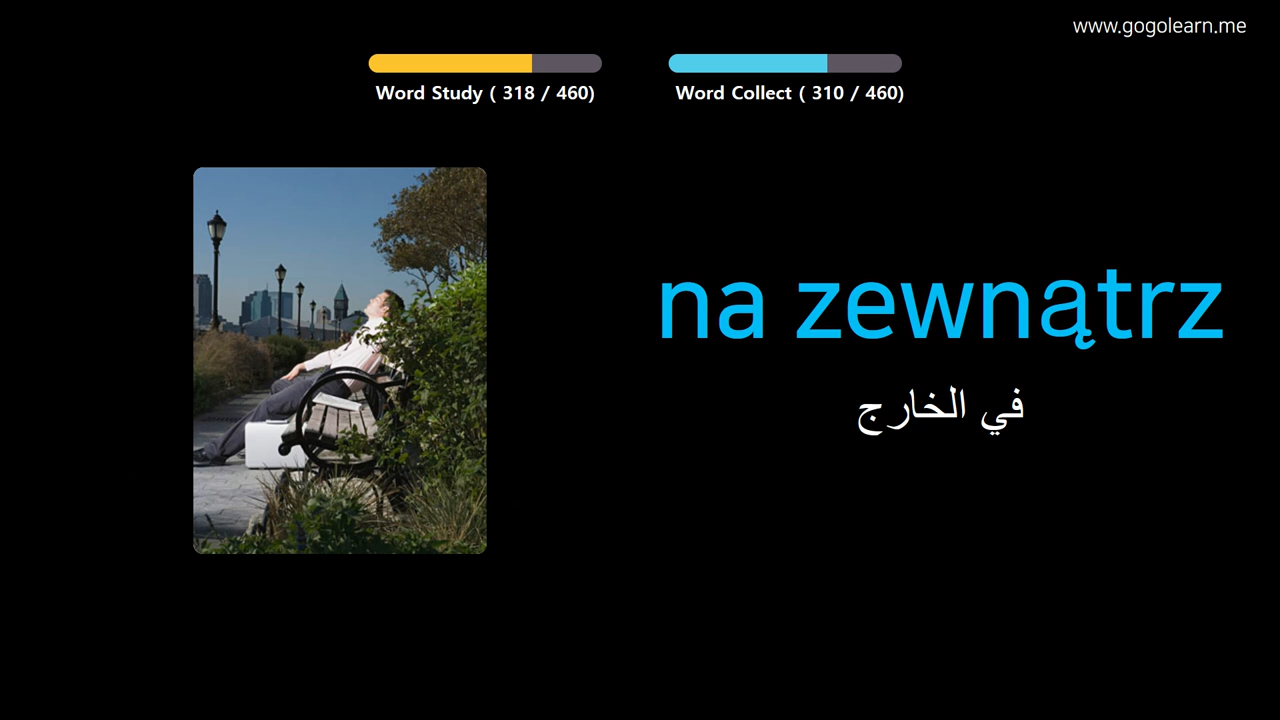 www.gogolearn.me
Word Study ( 318 / 460)
Word Collect ( 310 / 460)
na zewnątrz
في الخارج